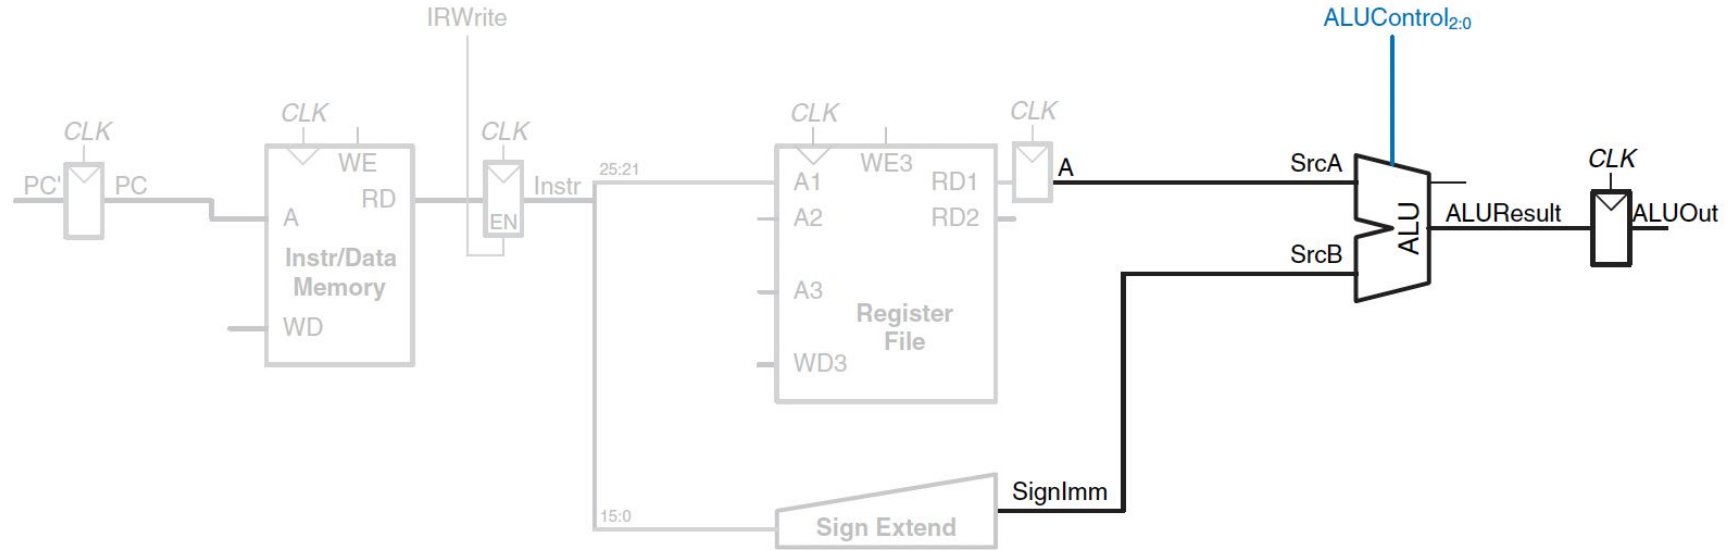 IRWrite
ALUControl2:0
CLK
CLK
CLK
CLK
CLK
CLK
PC'
PC
WE
RD
A
Instr/Data
Memory
WD
EN
Instr
25:21
A1
WE3
RD1
A2
RD2
A3
Register
File
WD3
A
SrcA
SrcB
ALU
ALUResult
ALUOut
SignImm
15:0
Sign Extend